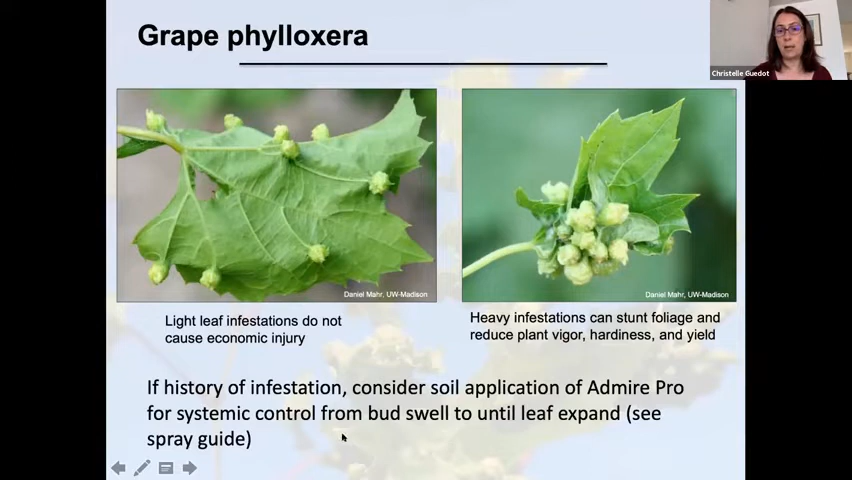 Grape phylloxera
Christelle Guedot
Daniel Mahr, UW-Madison
Daniel Mahr, UW-Madison
Light leaf infestations do not
cause economic injury
Heavy infestations can stunt foliage and
reduce plant vigor, hardiness, and yield
If history of infestation, consider soil application of Admire Pro
for systemic control from bud swell to until leaf expand (see
spray guide)